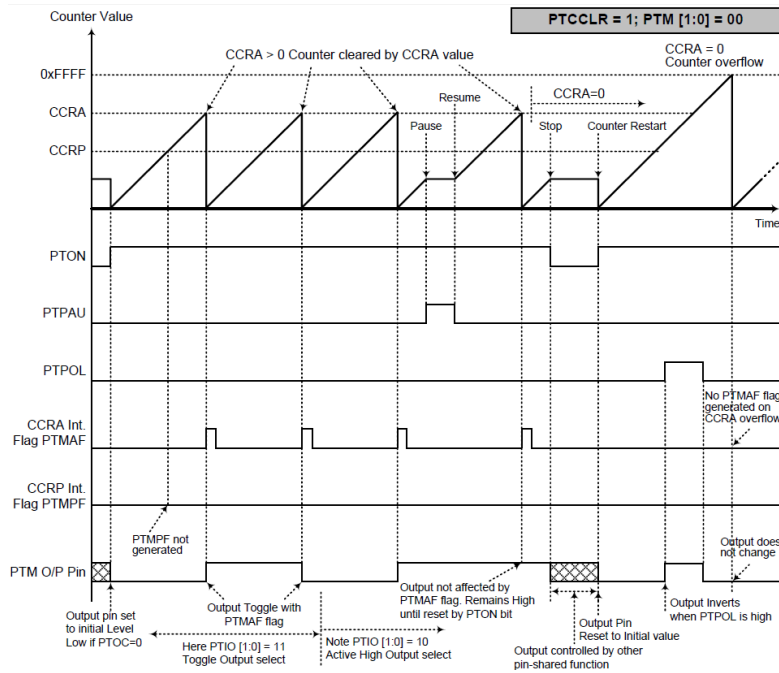 Counter Value
PTCCLR = 1; PTM [1:0] = 00
CCRA = 0
Counter overflow
CCRA > 0 Counter cleared by CCRA value
0xFFFF
CCRA=0
Resume
CCRA
Pause
Stop
Counter Restart
CCRP
Time
PTON
PTPAU
PTPOL
No PTMAF flag
generated on
CCRA overflow
CCRA Int.
Flag PTMAF
CCRP Int.
Flag PTMPF
PTMPF not
generated
Output does
not change
PTM O/P Pin
Output pin set
to initial Level
Low if PTOC=0
Output Toggle with
PTMAF flag
Here PTIO [1:0] = 11
Toggle Output select
Note PTIO [1:0] = 10
Active High Output select
Output not affected by
PTMAF flag. Remains High
until reset by PTON bit
Output Pin
Reset to Initial value
Output controlled by other
pin-shared function
Output Inverts
when PTPOL is high